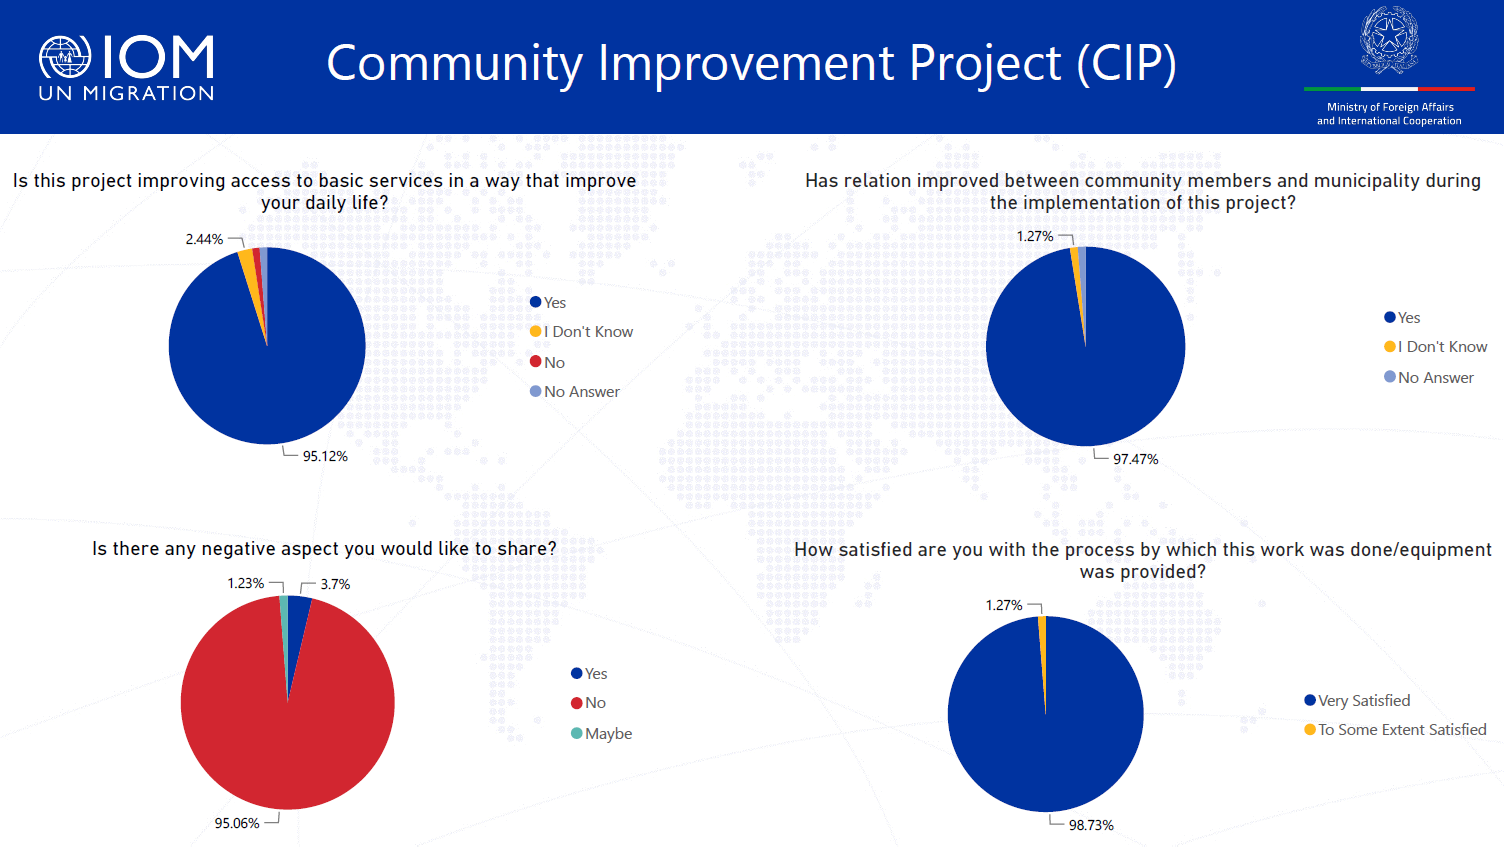 IOM
UN MIGRATION
Community Improvement Project (CIP)
Ministry of Foreign Affairs
and International Cooperation
Is this project improving access to basic services in a way that improve
your daily life?
2.44%
95.12%
Yes
I Don't Know
No
No Answer
Has relation improved between community members and municipality during
the implementation of this project?
1.27%
97.47%
Yes
I Don't Know
No Answer
Is there any negative aspect you would like to share?
1.23%
3.7%
95.06%
Yes
No
Maybe
How satisfied are you with the process by which this work was done/equipment
was provided?
1.27%
98.73%
Very Satisfied
To Some Extent Satisfied